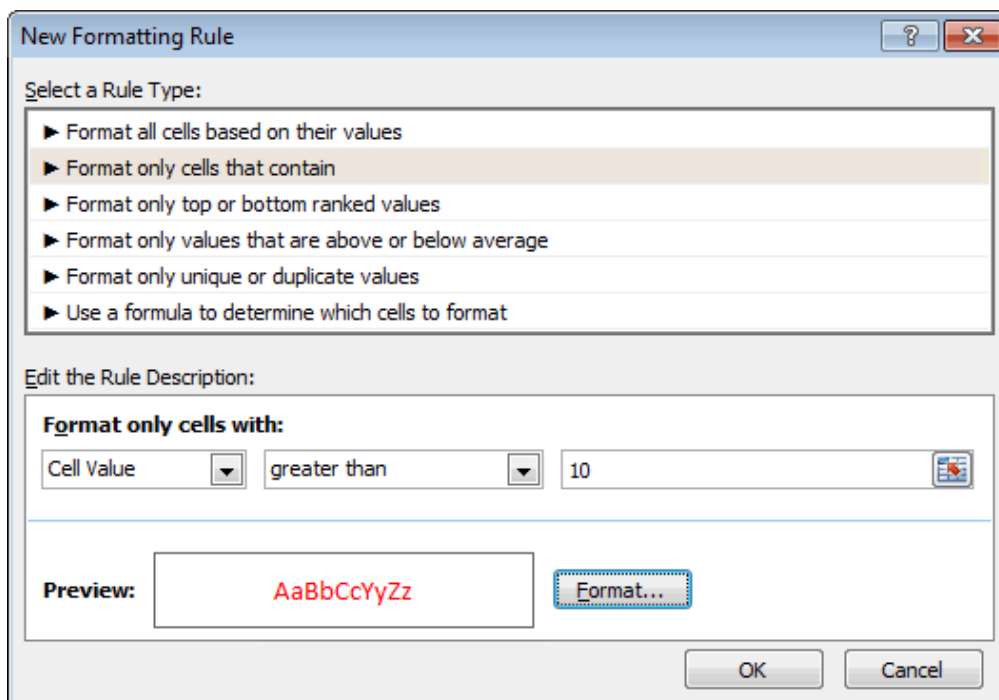 New Formatting Rule
Select a Rule Type:
► Format all cells based on their values
► Format only cells that contain
► Format only top or bottom ranked values
► Format only values that are above or below average
► Format only unique or duplicate values
► Use a formula to determine which cells to format
Edit the Rule Description:
Format only cells with:
Cell Value greater than 10
Preview: AaBbCcYyZz Format...
OK Cancel